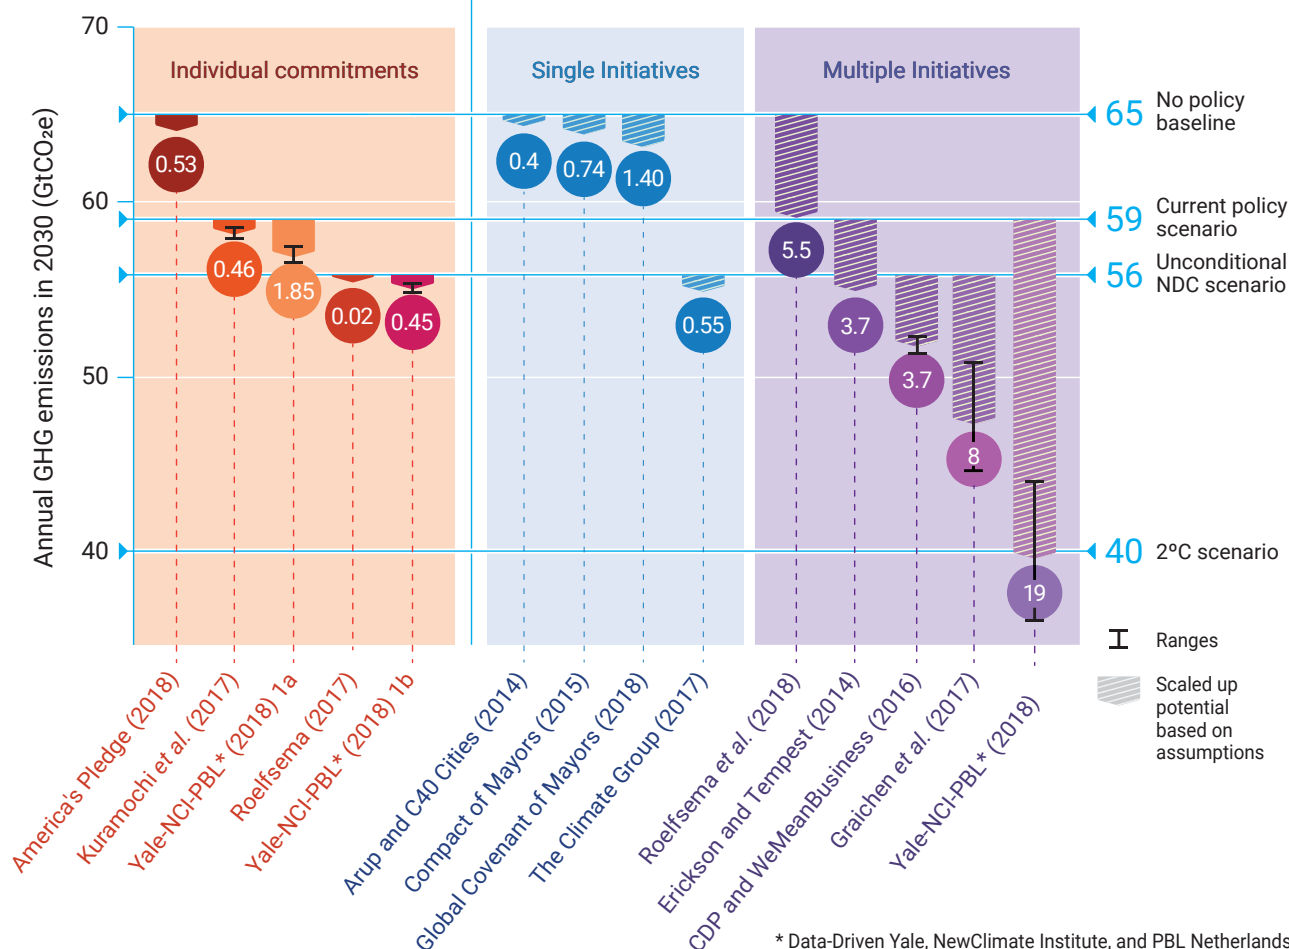 70
60
50
40
Annual GHG emissions in 2030 (GtCO₂e)
Individual commitments
Single Initiatives
Multiple Initiatives
65 No policy
baseline
59 Current policy
scenario
56 Unconditional
NDC scenario
40 2ºC scenario
0.53
0.46
1.85
0.02
0.45
0.4
0.74
1.40
0.55
5.5
3.7
3.7
8
19
Ranges
Scaled up
potential
based on
assumptions
America's Pledge (2018)
Kuramochi et al. (2017)
Yale-NCI-PBL* (2018) 1a
Roelfsema (2017)
Yale-NCI-PBL* (2018) 1b
Arup and C40 Cities (2014)
Compact of Mayors (2015)
Global Covenant of Mayors (2018)
The Climate Group (2017)
Roelfsema et al. (2018)
Erickson and Tempest (2014)
CDP and WeMeanBusiness (2016)
Graichen et al. (2017)
Yale-NCI-PBL* (2018)
* Data-Driven Yale, NewClimate Institute, and PBL Netherlands